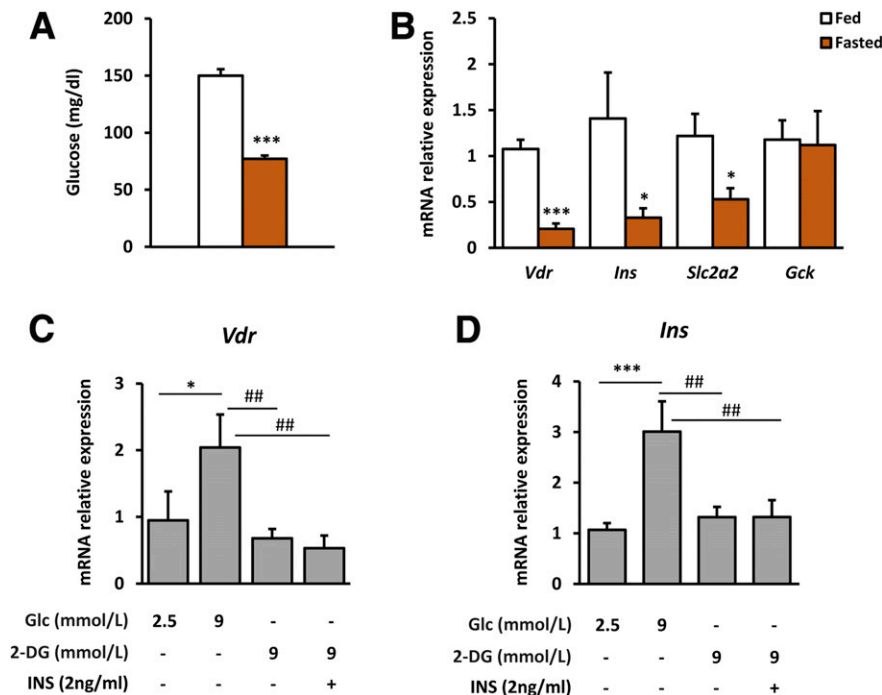 A
Glucose (mg/dl)
200
150
100
50
0
***
B
mRNA relative expression
2.5
2
1.5
1
0.5
0
Fed
Fasted
***
*
*
Vdr Ins Slc2a2 Gck
C
Vdr
mRNA relative expression
3
2
1
0
*
##
##
Glc (mmol/L) 2.5 9 - -
2-DG (mmol/L) - - 9 9
INS (2ng/ml) - - - +
D
Ins
mRNA relative expression
4
3
2
1
0
***
##
##
Glc (mmol/L) 2.5 9 - -
2-DG (mmol/L) - - 9 9
INS (2ng/ml) - - - +